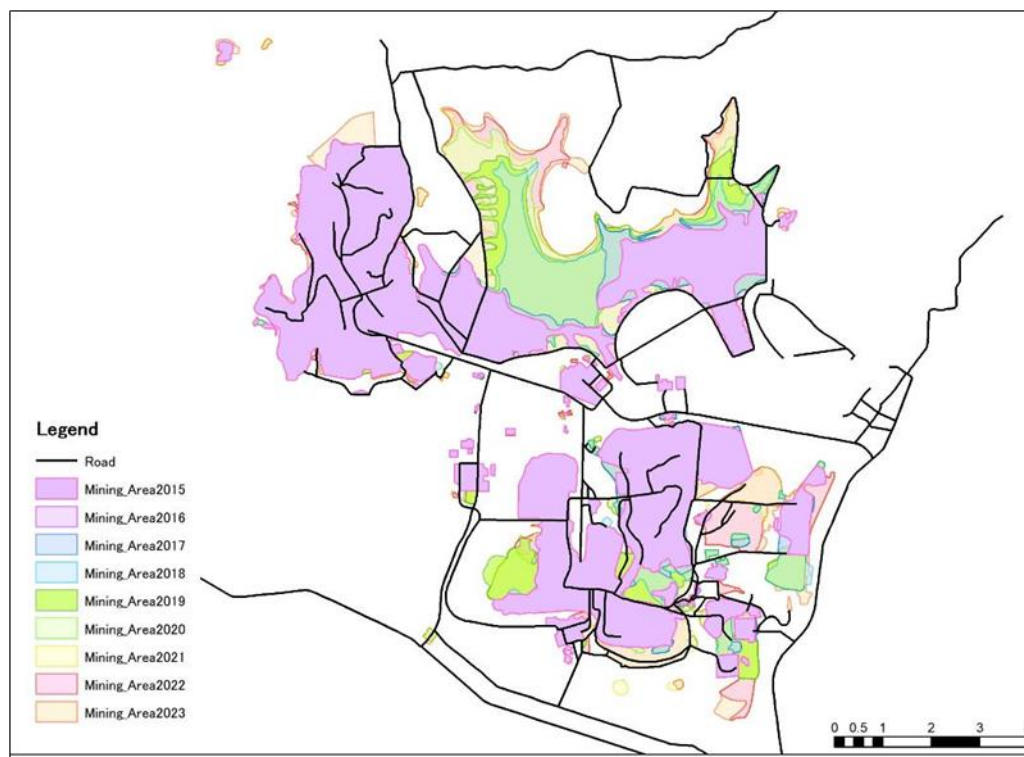 Legend
Road
Mining_Area2015
Mining_Area2016
Mining_Area2017
Mining_Area2018
Mining_Area2019
Mining_Area2020
Mining_Area2021
Mining_Area2022
Mining_Area2023
0 0.5 1 2 3